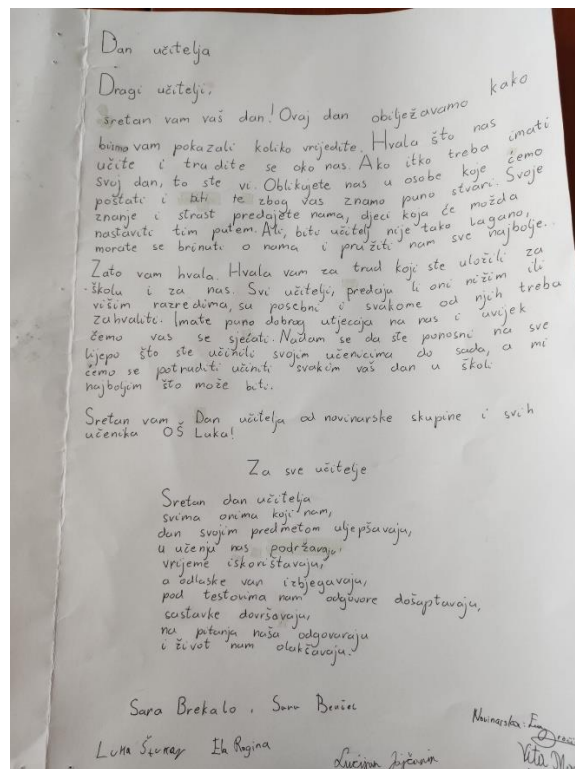 Dan učitelja
Dragi učitelji,
sretan vam vaš dan! Ovaj dan obilježavamo kako
bismo vam pokazali koliko vrijedite. Hvala što nas
učite i trudite se oko nas. Ako itko treba imati
svoj dan, to ste vi. Oblikujete nas u osobe koje ćemo
postati i biti te zbog vas znamo puno stvari. Svoje
znanje i strast predajete nama, djeci koja će možda
nastaviti tim putem. Ali, biti učitelj nije tako lagano,
morate se brinuti o nama i pružiti nam sve najbolje.
Zato vam hvala. Hvala vam za trud koji ste uložili za
školu i za nas. Svi učitelji, predaju li oni nižim ili
višim razredima, su posebni i svakome od njih treba
zahvaliti. Imate puno dobrog utjecaja na nas i uvijek
ćemo vas se sjećati. Nadam se da ste ponosni na sve
lijepo što ste učinili svojim učenicima do sada, a mi
ćemo se potruditi učiniti svakim vaš dan u školi
najboljim što može biti.
Sretan vam Dan učitelja od novinarske skupine i svih
učenika OŠ Luka!
Za sve učitelje
Sretan dan učitelja
svima onima koji nam,
dan svojim predmetom uljepšavaju,
u učenju nas podržavaju,
vrijeme iskorištavaju,
a odlaske van izbjegavaju,
pod testovima nam odgovore došaptavaju,
sastavke dovršavaju,
na pitanja naša odgovaraju
i život nam olakčavaju.
Sara Brekalo, Sara
Novinarska:
Luka Ela Rogina
Lucijan
Vita